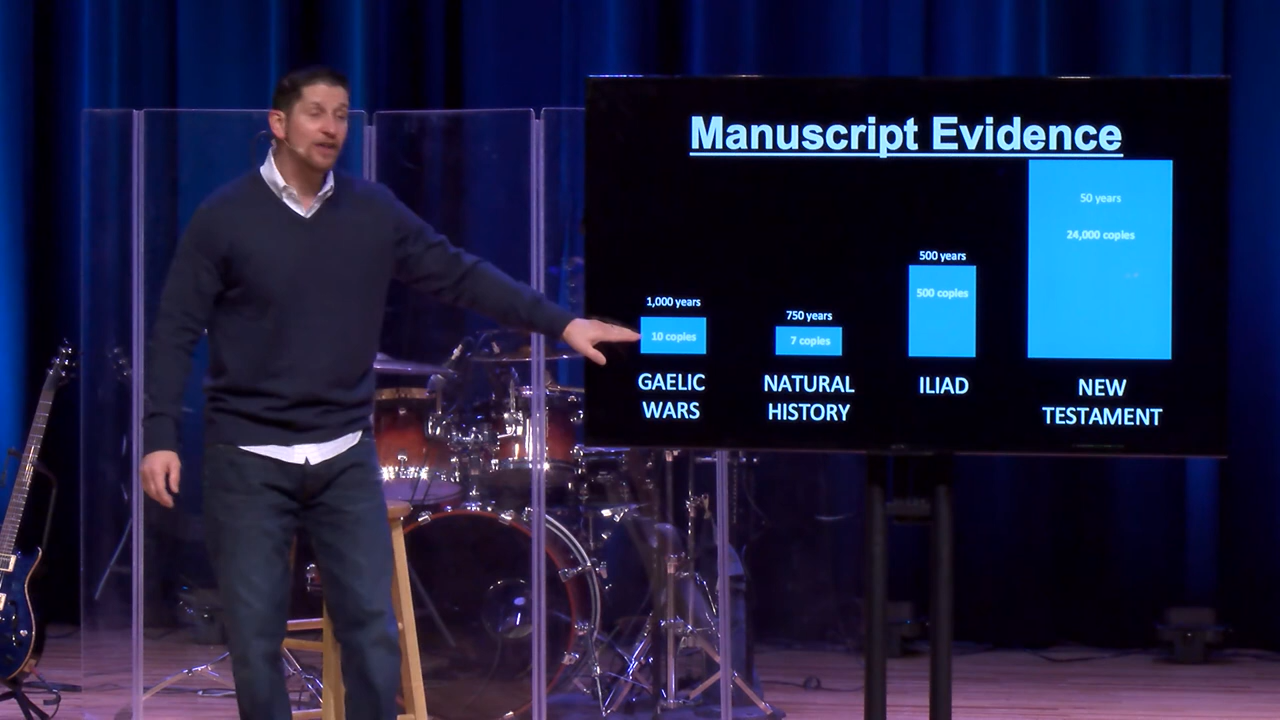 Manuscript Evidence
1,000 years
10 copies
GAELIC
WARS
750 years
7 copies
NATURAL
HISTORY
500 years
500 copies
ILIAD
50 years
24,000 copies
NEW
TESTAMENT